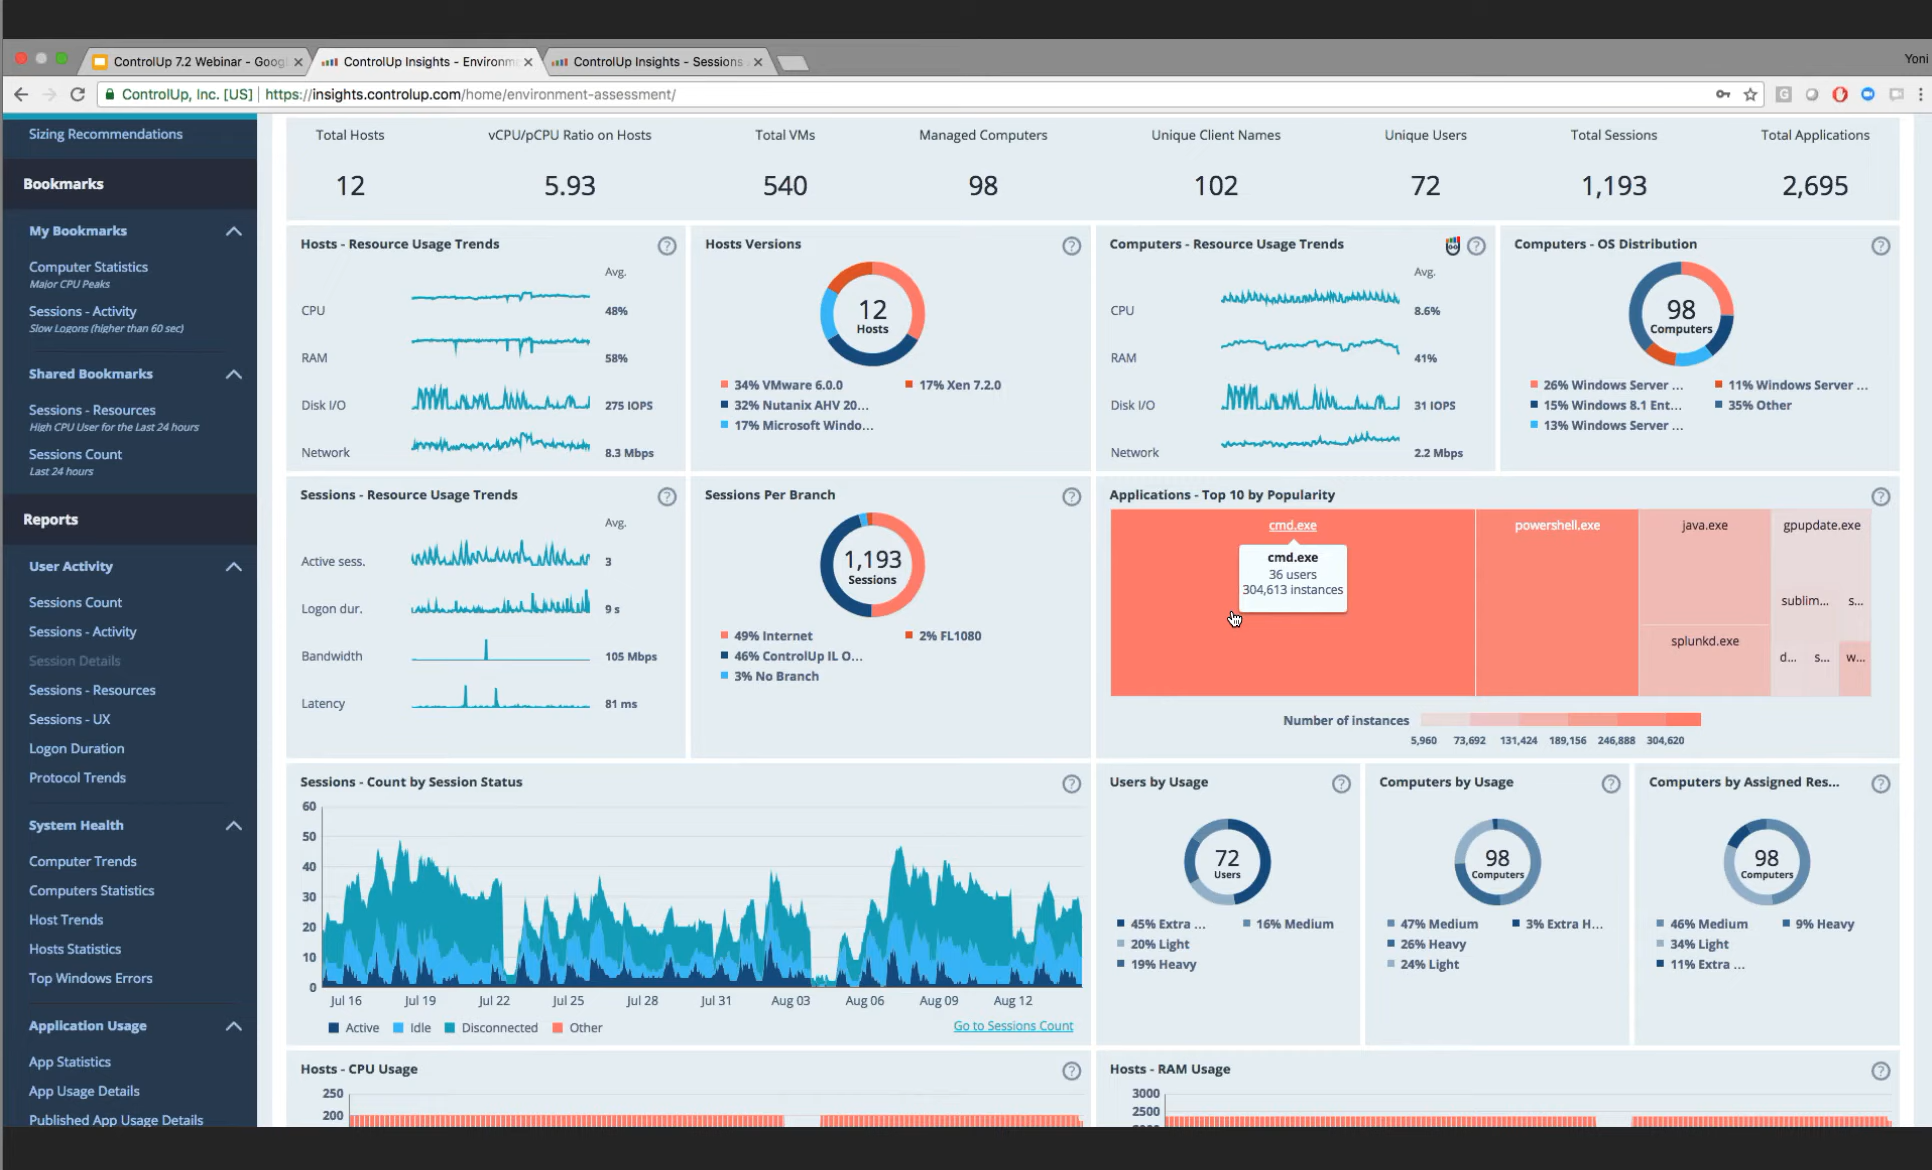 ControlUp 7.2 Webinar - Goog
ControlUp Insights - Environm
ControlUp Insights - Sessions
Yoni
ControlUp, Inc. [US]
https://insights.controlup.com/home/environment-assessment/
Sizing Recommendations
Bookmarks
My Bookmarks
Computer Statistics
Major CPU Peaks
Sessions - Activity
Slow Logons (higher than 60 sec)
Shared Bookmarks
Sessions - Resources
High CPU User for the Last 24 hours
Sessions Count
Last 24 hours
Reports
User Activity
Sessions Count
Sessions - Activity
Session Details
Sessions - Resources
Sessions - UX
Logon Duration
Protocol Trends
System Health
Computer Trends
Computers Statistics
Host Trends
Hosts Statistics
Top Windows Errors
Application Usage
App Statistics
App Usage Details
Published App Usage Details
Total Hosts
12
vCPU/pCPU Ratio on Hosts
5.93
Total VMs
540
Managed Computers
98
Unique Client Names
102
Unique Users
72
Total Sessions
1,193
Total Applications
2,695
Hosts - Resource Usage Trends
?
Avg.
CPU 48%
RAM 58%
Disk I/O 275 IOPS
Network 8.3 Mbps
Hosts Versions
?
12
Hosts
34% VMware 6.0.0
32% Nutanix AHV 20...
17% Microsoft Windo...
17% Xen 7.2.0
Computers - Resource Usage Trends
?
Avg.
CPU 8.6%
RAM 41%
Disk I/O 31 IOPS
Network 2.2 Mbps
Computers - OS Distribution
?
98
Computers
26% Windows Server ...
15% Windows 8.1 Ent...
13% Windows Server ...
11% Windows Server ...
35% Other
Sessions - Resource Usage Trends
?
Avg.
Active sess. 3
Logon dur. 9 s
Bandwidth 105 Mbps
Latency 81 ms
Sessions Per Branch
?
1,193
Sessions
49% Internet
46% ControlUp IL O...
3% No Branch
2% FL1080
Applications - Top 10 by Popularity
?
cmd.exe
cmd.exe
36 users
304,613 instances
powershell.exe
java.exe
splunkd.exe
gpupdate.exe
sublim...
s...
d...
s...
w...
Number of instances
5,960 73,692 131,424 189,156 246,888 304,620
Sessions - Count by Session Status
?
60
50
40
30
20
10
0
Jul 16 Jul 19 Jul 22 Jul 25 Jul 28 Jul 31 Aug 03 Aug 06 Aug 09 Aug 12
Active Idle Disconnected Other
Go to Sessions Count
Users by Usage
?
72
Users
45% Extra ...
20% Light
19% Heavy
16% Medium
Computers by Usage
?
98
Computers
47% Medium
26% Heavy
24% Light
3% Extra H...
Computers by Assigned Res...
?
98
Computers
46% Medium
34% Light
11% Extra ...
9% Heavy
Hosts - CPU Usage
?
250
200
Hosts - RAM Usage
?
3000
2500